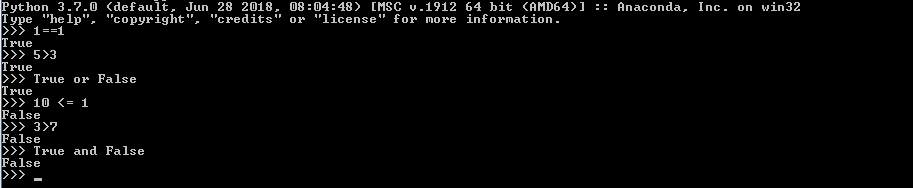 Python 3.7.0 (default, Jun 28 2018, 08:04:48) [MSC v.1912 64 bit (AMD64)] :: Anaconda, Inc. on win32
Type "help", "copyright", "credits" or "license" for more information.
>>> 1==1
True
>>> 5>3
True
>>> True or False
True
>>> 10 <= 1
False
>>> 3>7
False
>>> True and False
False
>>> _